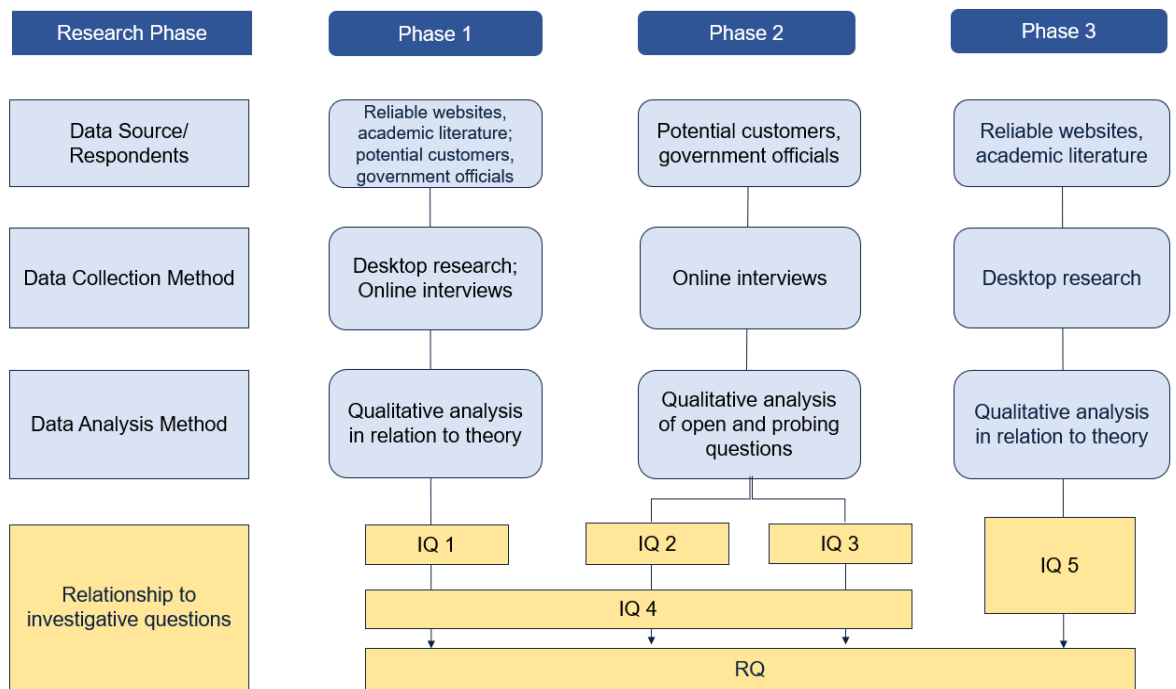 Research Phase
Phase 1
Phase 2
Phase 3
Data Source/
Respondents
Reliable websites,
academic literature;
potential customers,
government officials
Potential customers,
government officials
Reliable websites,
academic literature
Data Collection Method
Desktop research;
Online interviews
Online interviews
Desktop research
Data Analysis Method
Qualitative analysis
in relation to theory
Qualitative analysis
of open and probing
questions
Qualitative analysis
in relation to theory
Relationship to
investigative questions
IQ 1
IQ 2
IQ 3
IQ 5
IQ 4
RQ